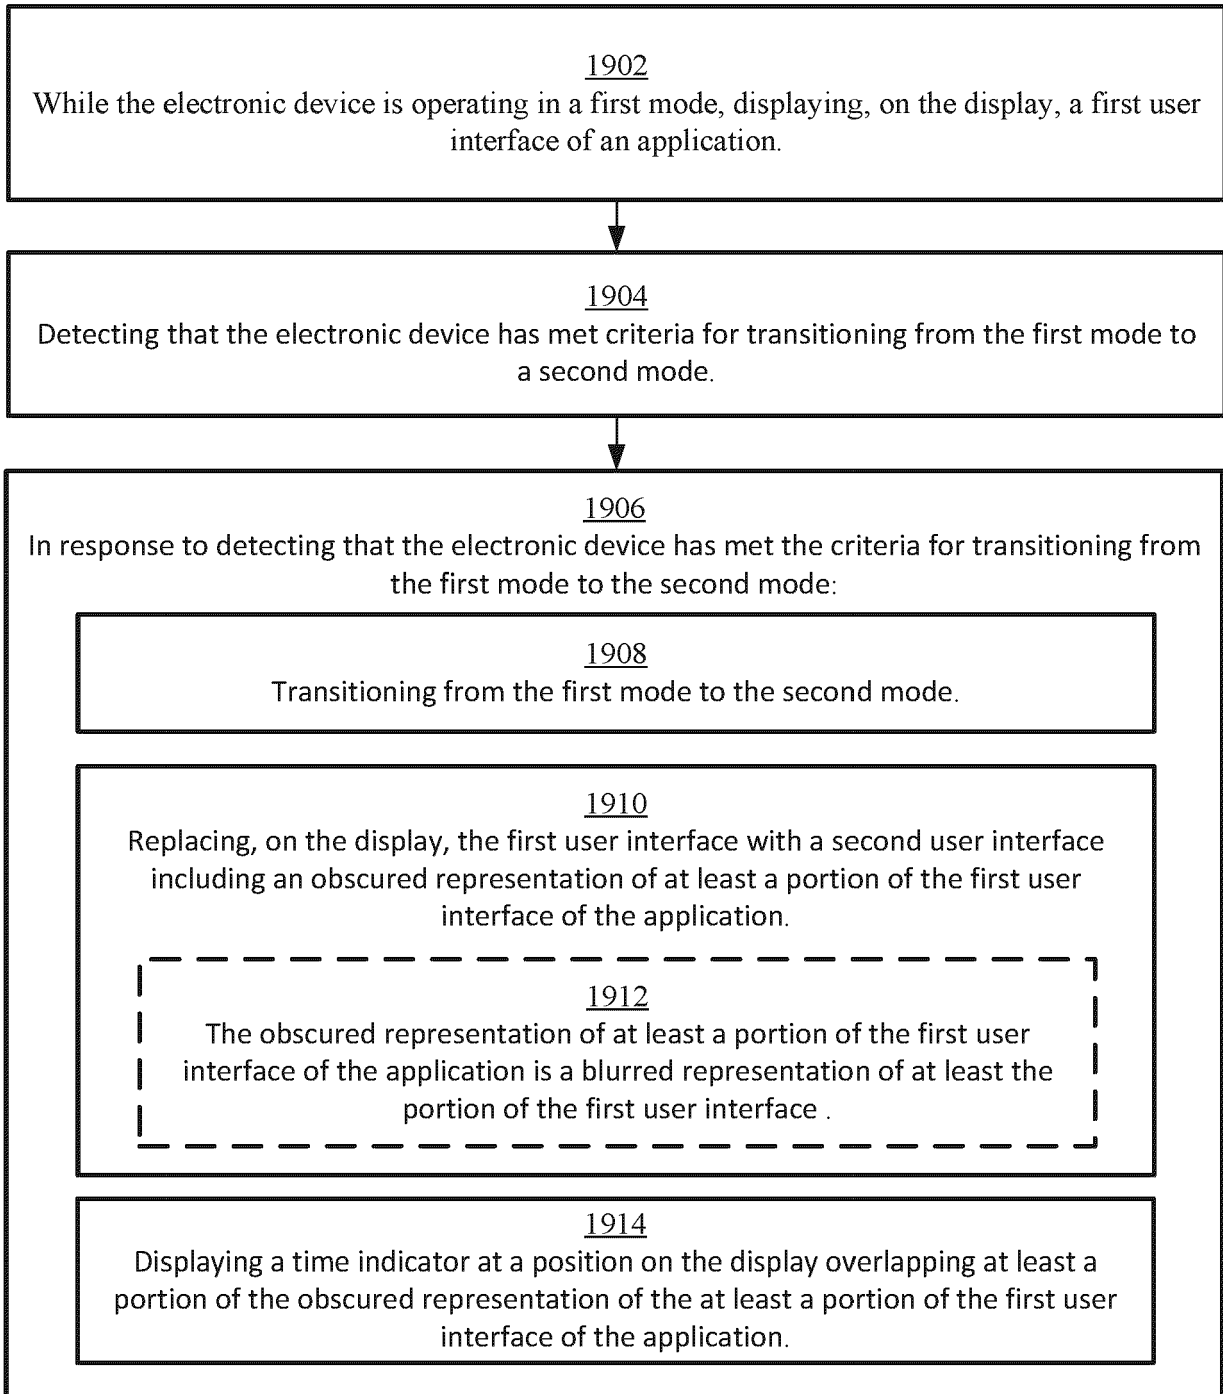 1902
While the electronic device is operating in a first mode, displaying, on the display, a first user
interface of an application.
1904
Detecting that the electronic device has met criteria for transitioning from the first mode to
a second mode.
1906
In response to detecting that the electronic device has met the criteria for transitioning from
the first mode to the second mode:
1908
Transitioning from the first mode to the second mode.
1910
Replacing, on the display, the first user interface with a second user interface
including an obscured representation of at least a portion of the first user
interface of the application.
1912
The obscured representation of at least a portion of the first user
interface of the application is a blurred representation of at least the
portion of the first user interface .
1914
Displaying a time indicator at a position on the display overlapping at least a
portion of the obscured representation of the at least a portion of the first user
interface of the application.